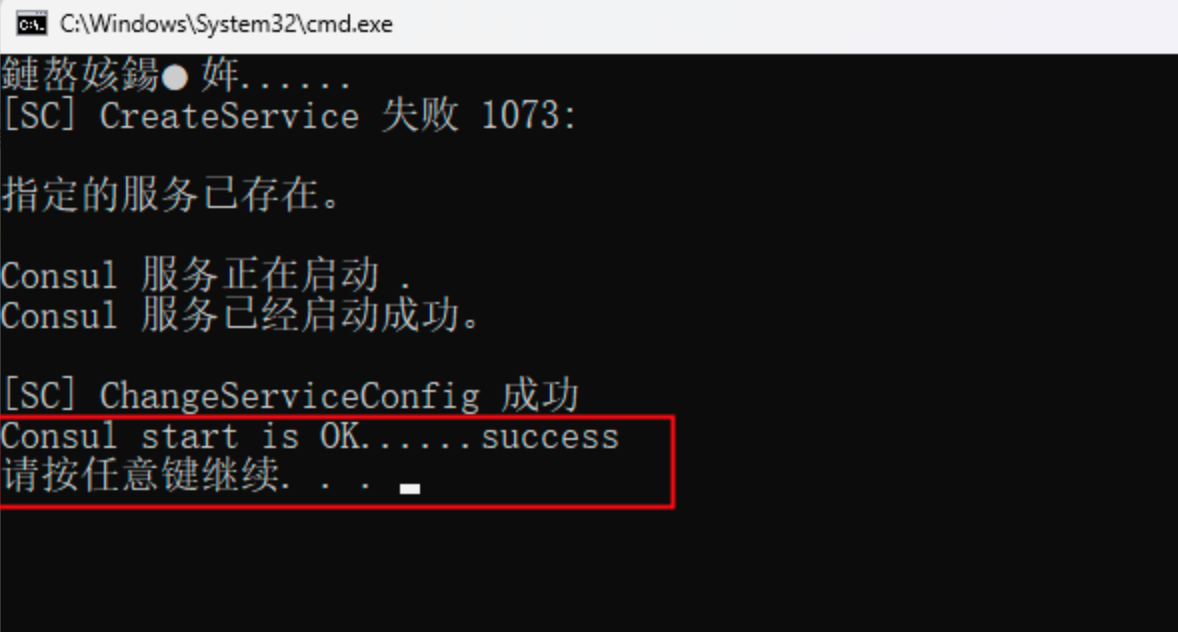 C:\Windows\System32\cmd.exe
鏈嶅姟鍚● 姩......
[SC] CreateService 失败 1073:
指定的服务已存在。
Consul 服务正在启动 .
Consul 服务已经启动成功。
[SC] ChangeServiceConfig 成功
Consul start is OK......success
请按任意键继续. . .